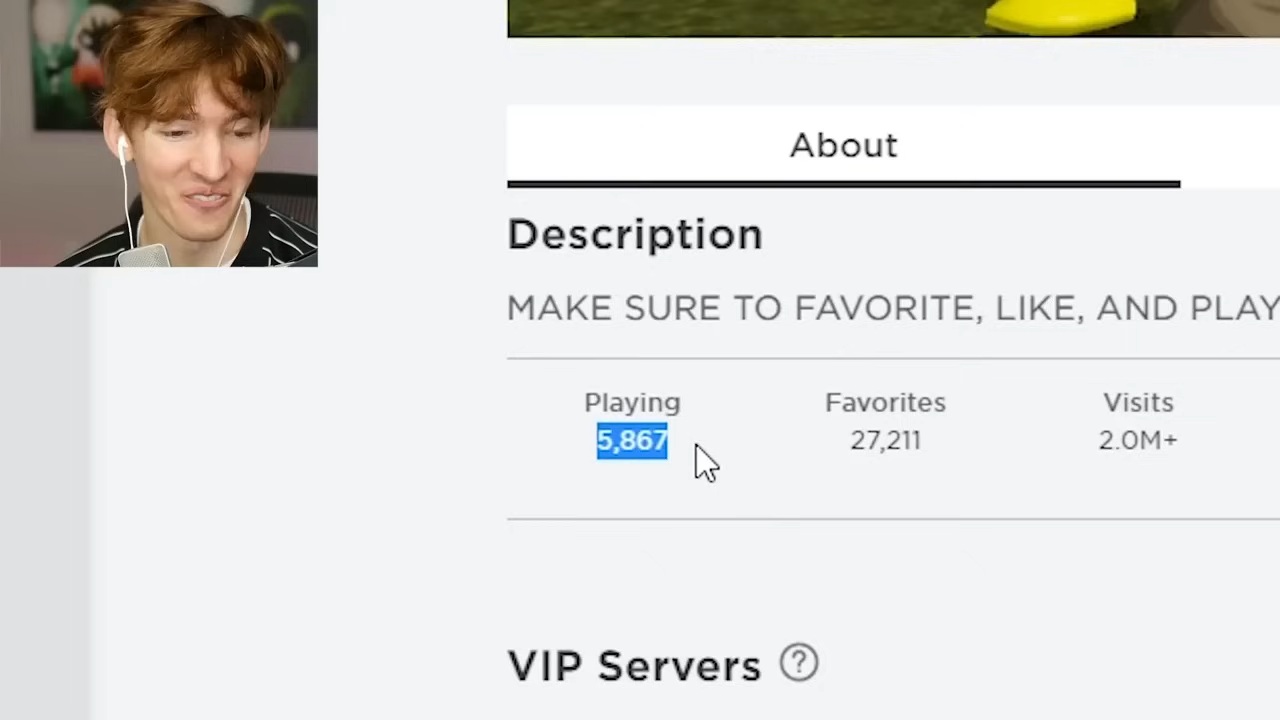 About
Description
MAKE SURE TO FAVORITE, LIKE, AND PLAY
Playing Favorites Visits
5,867 27,211 2.0M+
VIP Servers ?